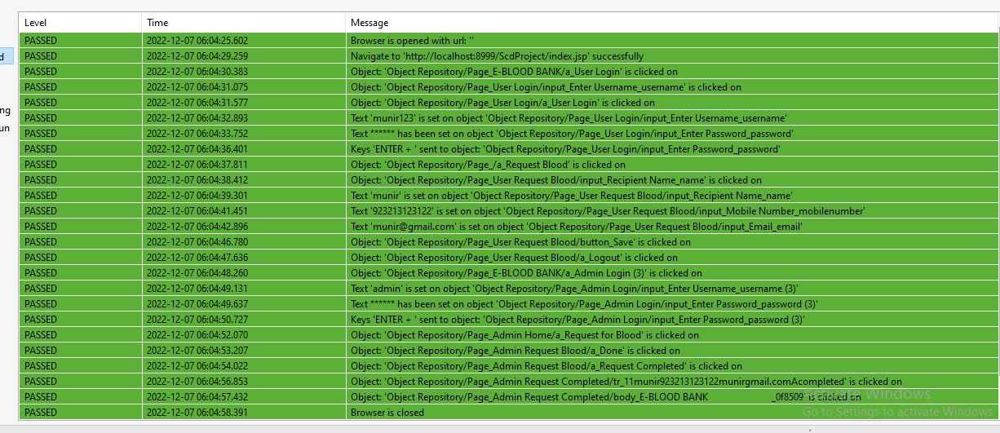 Level Time Message
PASSED 2022-12-07 06:04:25.602 Browser is opened with url: ''
d PASSED 2022-12-07 06:04:29.259 Navigate to 'http://localhost:8999/ScdProject/index.jsp' successfully
PASSED 2022-12-07 06:04:30.383 Object: 'Object Repository/Page_E-BLOOD BANK/a_User Login' is clicked on
PASSED 2022-12-07 06:04:31.075 Object: 'Object Repository/Page_User Login/input_Enter Username_username' is clicked on
PASSED 2022-12-07 06:04:31.577 Object: 'Object Repository/Page_User Login/a_User Login' is clicked on
ng PASSED 2022-12-07 06:04:32.893 Text 'munir123' is set on object 'Object Repository/Page_User Login/input_Enter Username_username'
un PASSED 2022-12-07 06:04:33.752 Text ****** has been set on object 'Object Repository/Page_User Login/input_Enter Password_password'
PASSED 2022-12-07 06:04:36.401 Keys 'ENTER + ' sent to object: 'Object Repository/Page_User Login/input_Enter Password_password'
PASSED 2022-12-07 06:04:37.811 Object: 'Object Repository/Page_/a_Request Blood' is clicked on
PASSED 2022-12-07 06:04:38.412 Object: 'Object Repository/Page_User Request Blood/input_Recipient Name_name' is clicked on
PASSED 2022-12-07 06:04:39.301 Text 'munir' is set on object 'Object Repository/Page_User Request Blood/input_Recipient Name_name'
PASSED 2022-12-07 06:04:41.451 Text '923213123122' is set on object 'Object Repository/Page_User Request Blood/input_Mobile Number_mobilenumber'
PASSED 2022-12-07 06:04:42.896 Text 'munir@gmail.com' is set on object 'Object Repository/Page_User Request Blood/input_Email_email'
PASSED 2022-12-07 06:04:46.780 Object: 'Object Repository/Page_User Request Blood/button_Save' is clicked on
PASSED 2022-12-07 06:04:47.636 Object: 'Object Repository/Page_User Request Blood/a_Logout' is clicked on
PASSED 2022-12-07 06:04:48.260 Object: 'Object Repository/Page_E-BLOOD BANK/a_Admin Login (3)' is clicked on
PASSED 2022-12-07 06:04:49.131 Text 'admin' is set on object 'Object Repository/Page_Admin Login/input_Enter Username_username (3)'
PASSED 2022-12-07 06:04:49.637 Text ****** has been set on object 'Object Repository/Page_Admin Login/input_Enter Password_password (3)'
PASSED 2022-12-07 06:04:50.727 Keys 'ENTER + ' sent to object: 'Object Repository/Page_Admin Login/input_Enter Password_password (3)'
PASSED 2022-12-07 06:04:52.070 Object: 'Object Repository/Page_Admin Home/a_Request for Blood' is clicked on
PASSED 2022-12-07 06:04:53.207 Object: 'Object Repository/Page_Admin Request Blood/a_Done' is clicked on
PASSED 2022-12-07 06:04:54.022 Object: 'Object Repository/Page_Admin Request Blood/a_Request Completed' is clicked on
PASSED 2022-12-07 06:04:56.853 Object: 'Object Repository/Page_Admin Request Completed/tr_11munir923213123122munirgmail.comAcompleted' is clicked on
PASSED 2022-12-07 06:04:57.432 Object: 'Object Repository/Page_Admin Request Completed/body_E-BLOOD BANK _0f8509' is clicked on
Activate Windows
PASSED 2022-12-07 06:04:58.391 Browser is closed
Go to Settings to activate Windows.